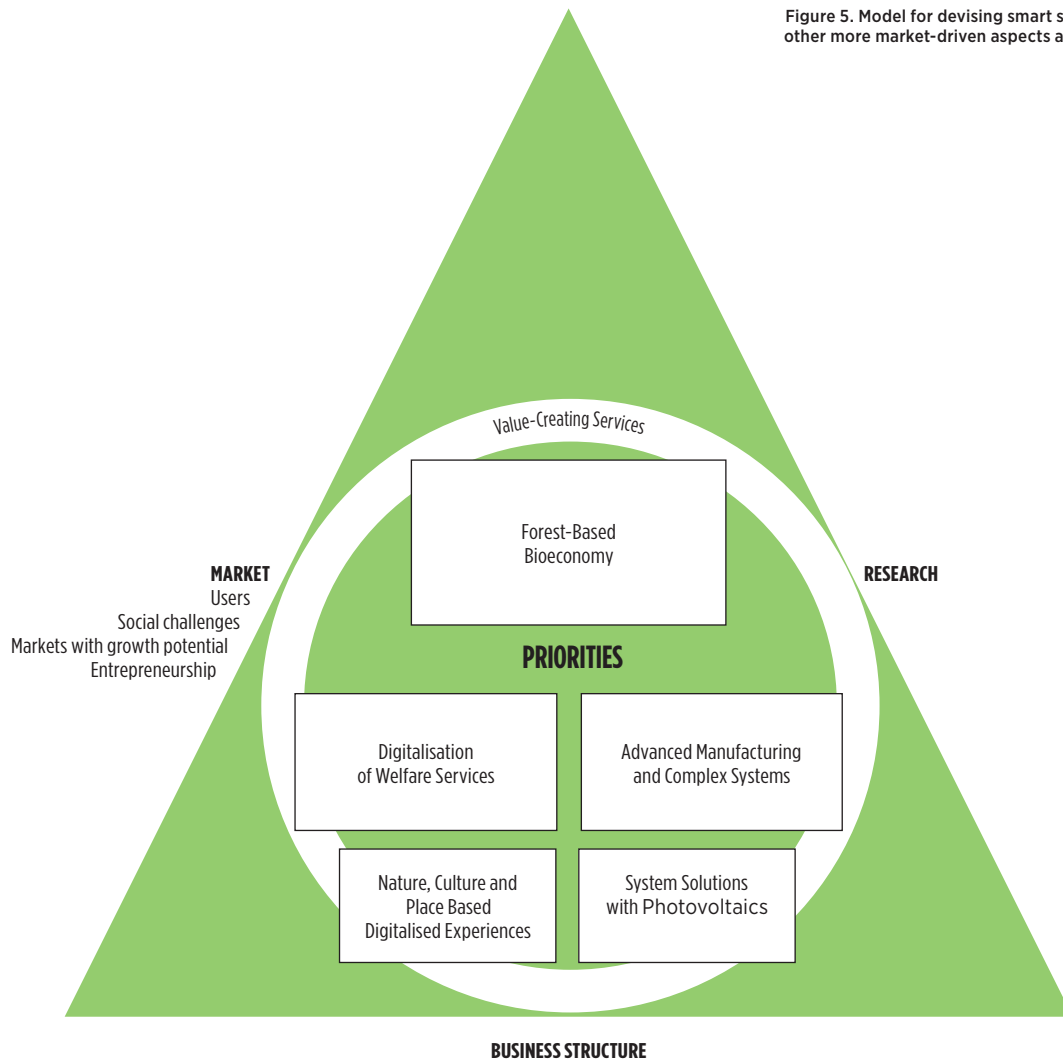 Figure 5. Model for devising smart s
other more market-driven aspects a
Value-Creating Services
Forest-Based
Bioeconomy
MARKET
Users
Social challenges
Markets with growth potential
Entrepreneurship
RESEARCH
PRIORITIES
Digitalisation
of Welfare Services
Advanced Manufacturing
and Complex Systems
Nature, Culture and
Place Based
Digitalised Experiences
System Solutions
with Photovoltaics
BUSINESS STRUCTURE